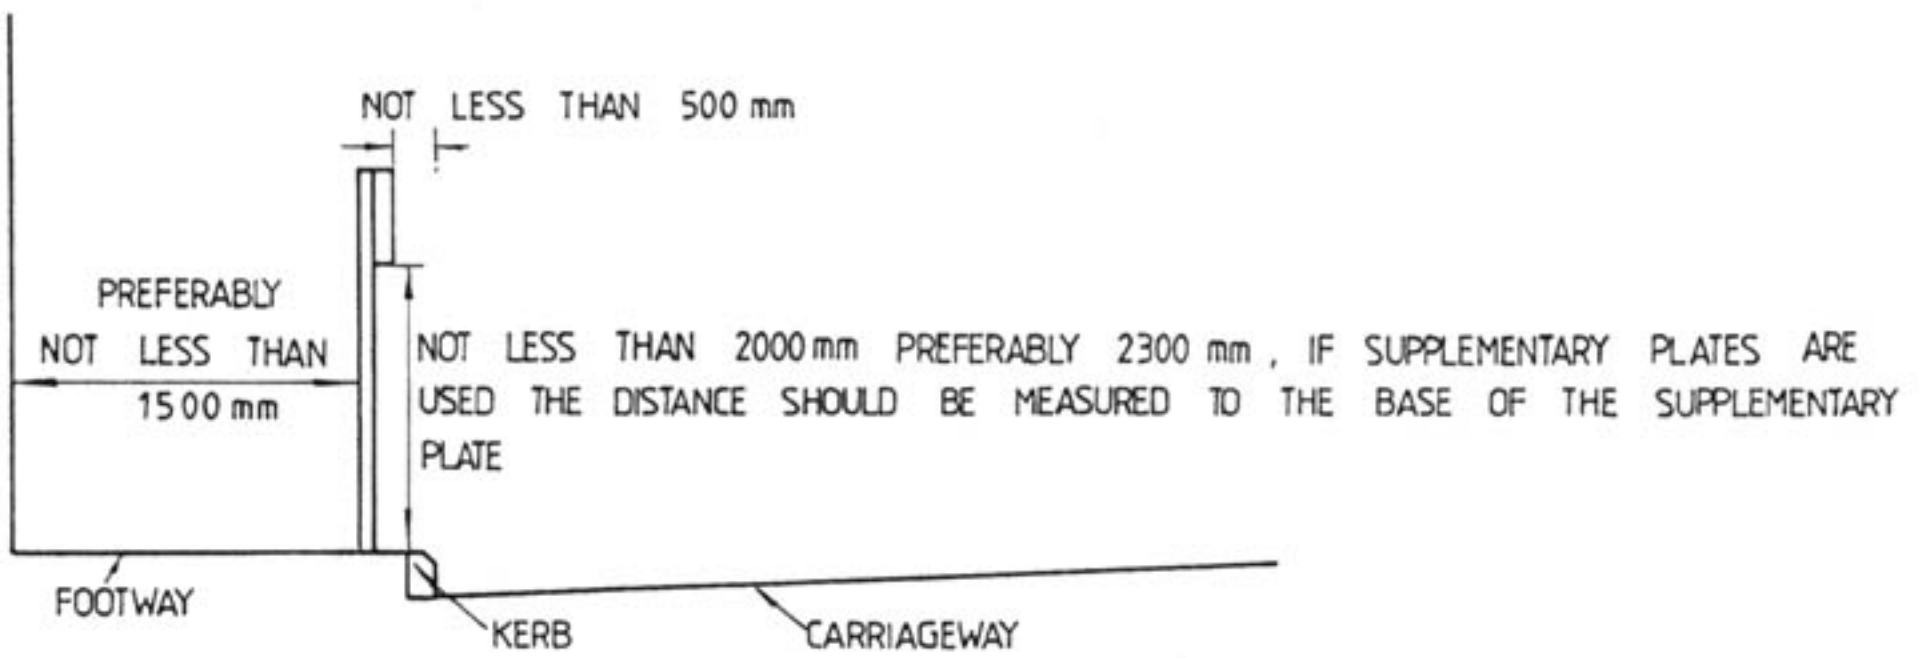 NOT LESS THAN 500 mm
PREFERABLY
NOT LESS THAN
1500 mm
NOT LESS THAN 2000 mm PREFERABLY 2300 mm, IF SUPPLEMENTARY PLATES ARE
USED THE DISTANCE SHOULD BE MEASURED TO THE BASE OF THE SUPPLEMENTARY
PLATE
FOOTWAY
KERB
CARRIAGEWAY